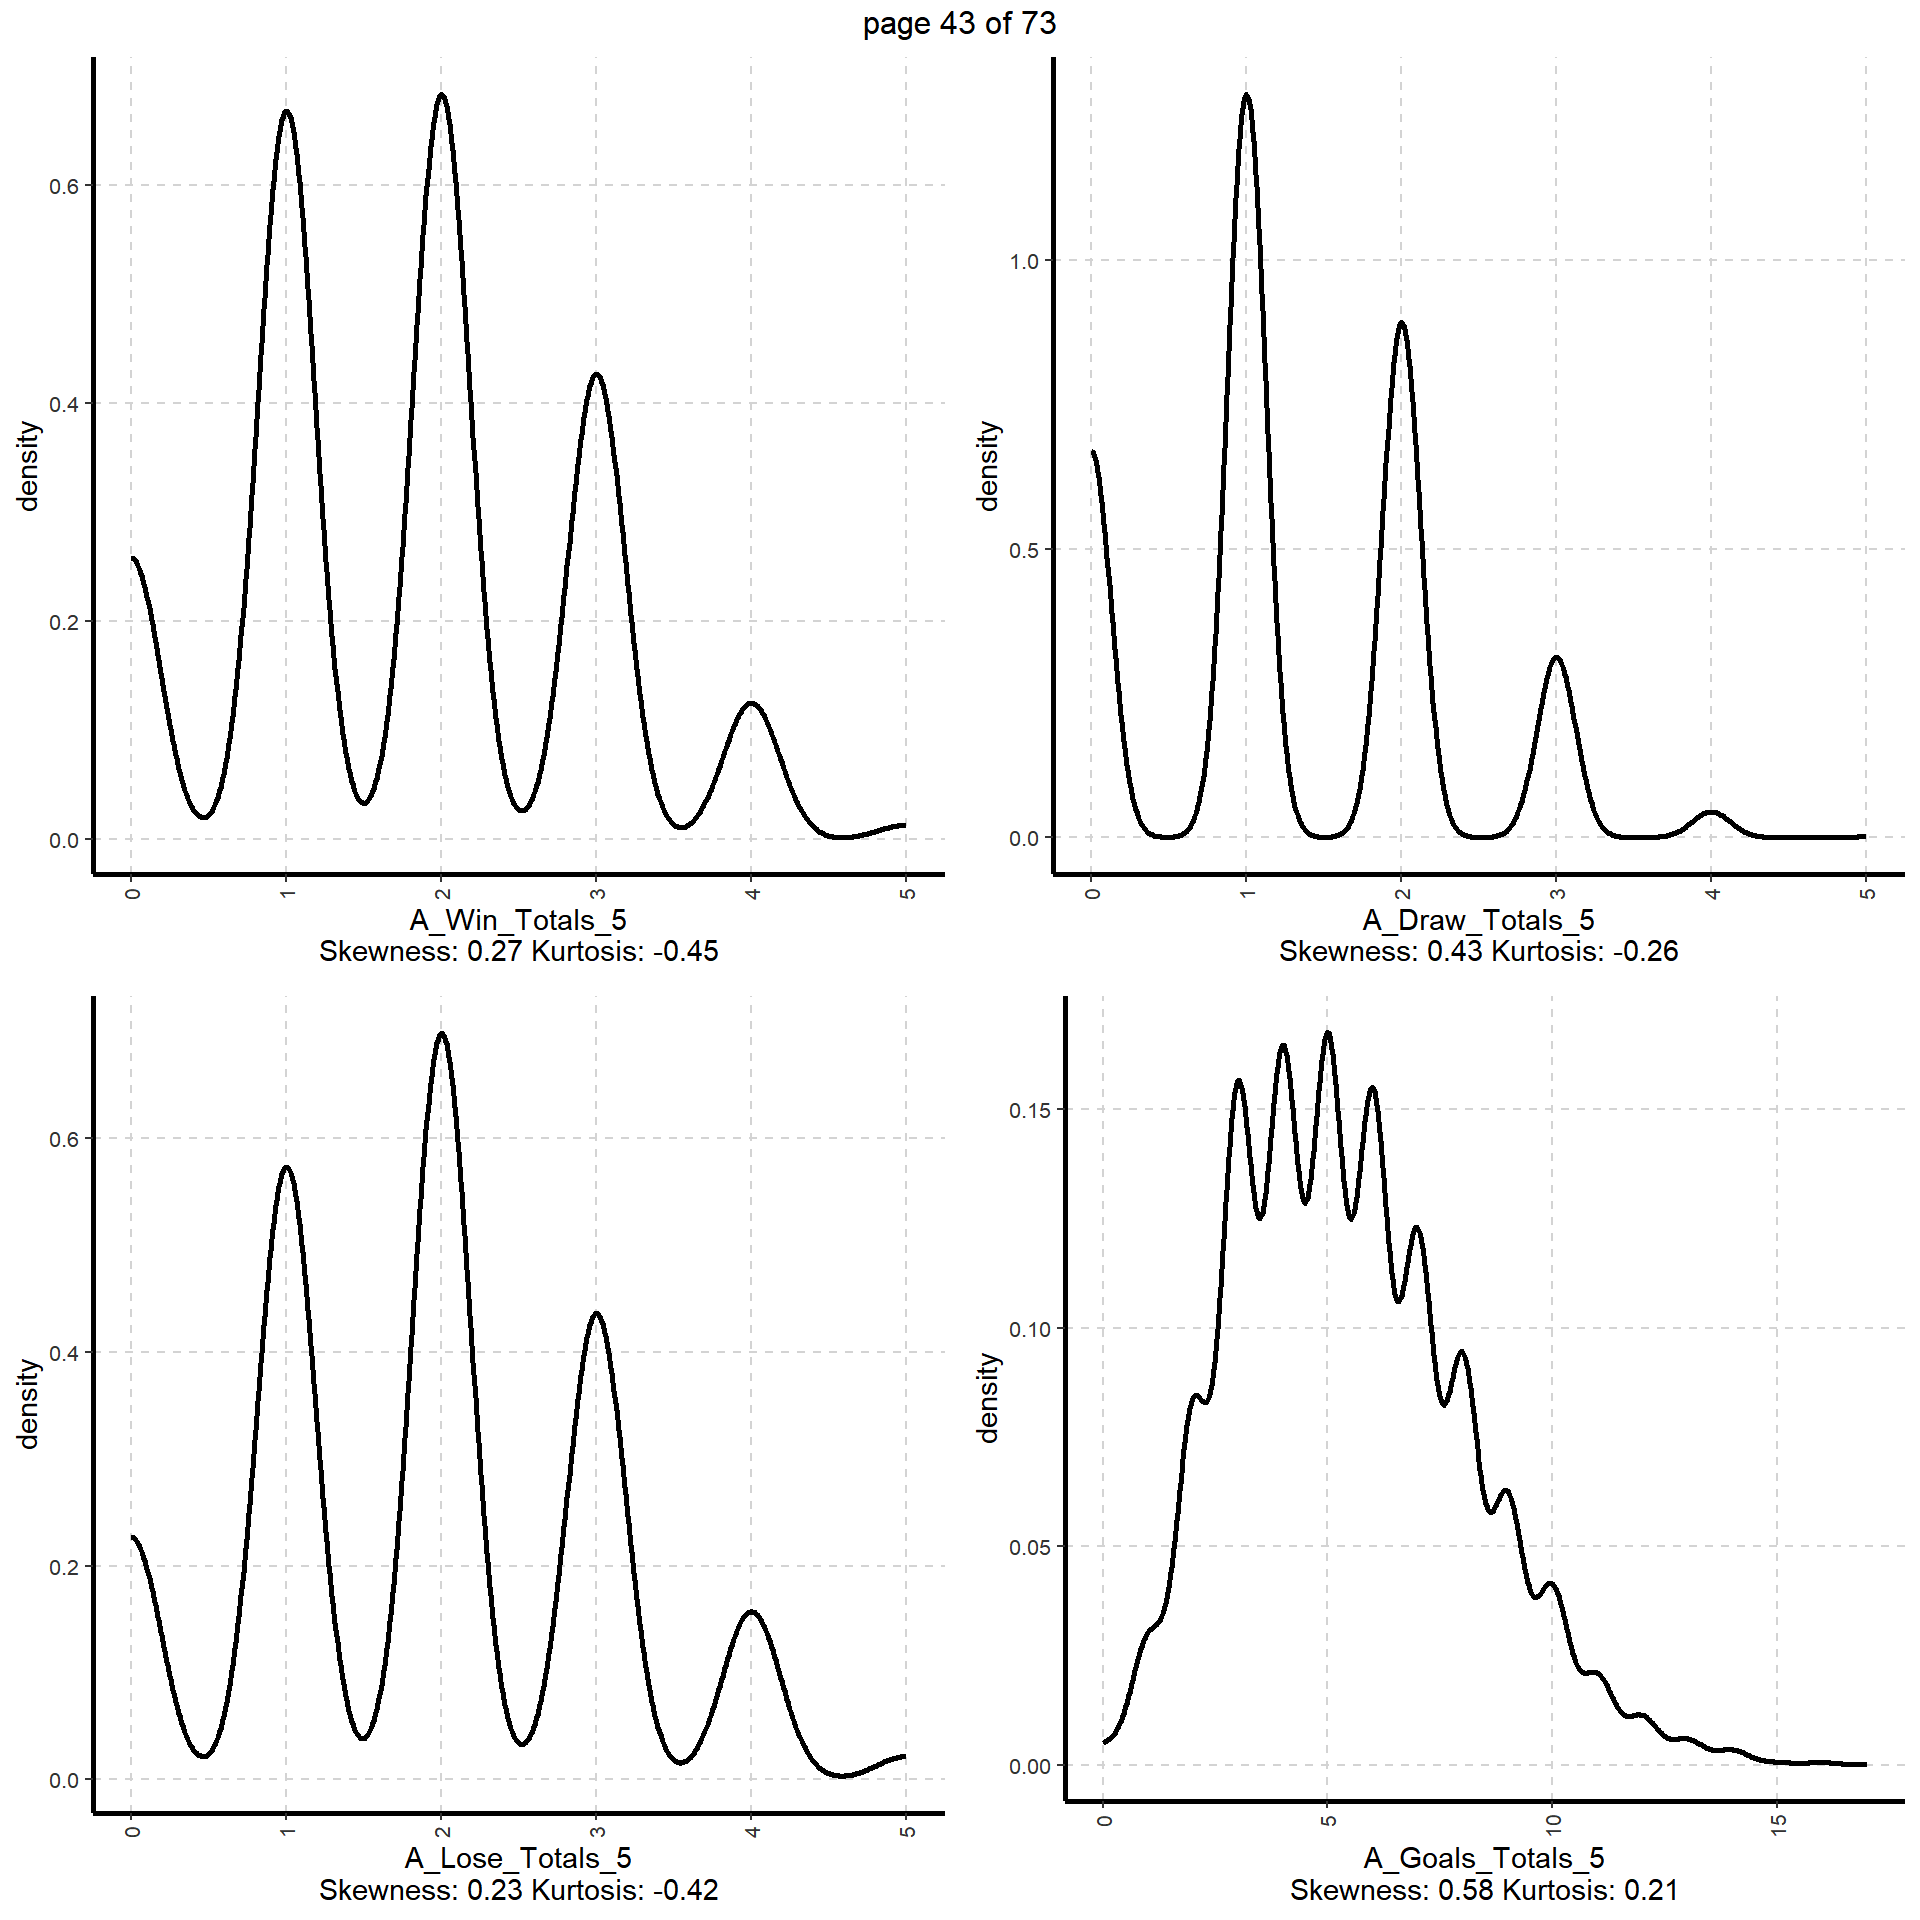 page 43 of 73
density
0.6
0.4
0.2
0.0
0
1
2
3
4
5
A_Win_Totals_5
Skewness: 0.27 Kurtosis: -0.45
density
1.0
0.5
0.0
0
1
2
3
4
5
A_Draw_Totals_5
Skewness: 0.43 Kurtosis: -0.26
density
0.6
0.4
0.2
0.0
0
1
2
3
4
5
A_Lose_Totals_5
Skewness: 0.23 Kurtosis: -0.42
density
0.15
0.10
0.05
0.00
0
5
10
15
A_Goals_Totals_5
Skewness: 0.58 Kurtosis: 0.21